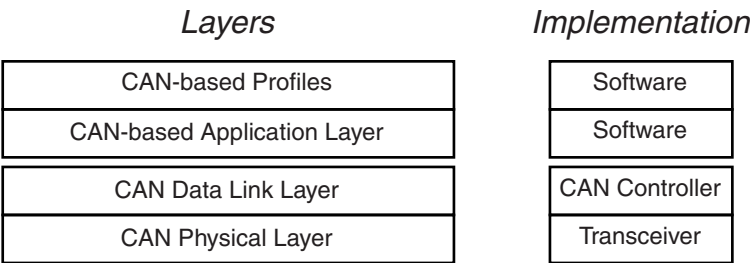 Layers Implementation
CAN-based Profiles Software
CAN-based Application Layer Software
CAN Data Link Layer CAN Controller
CAN Physical Layer Transceiver